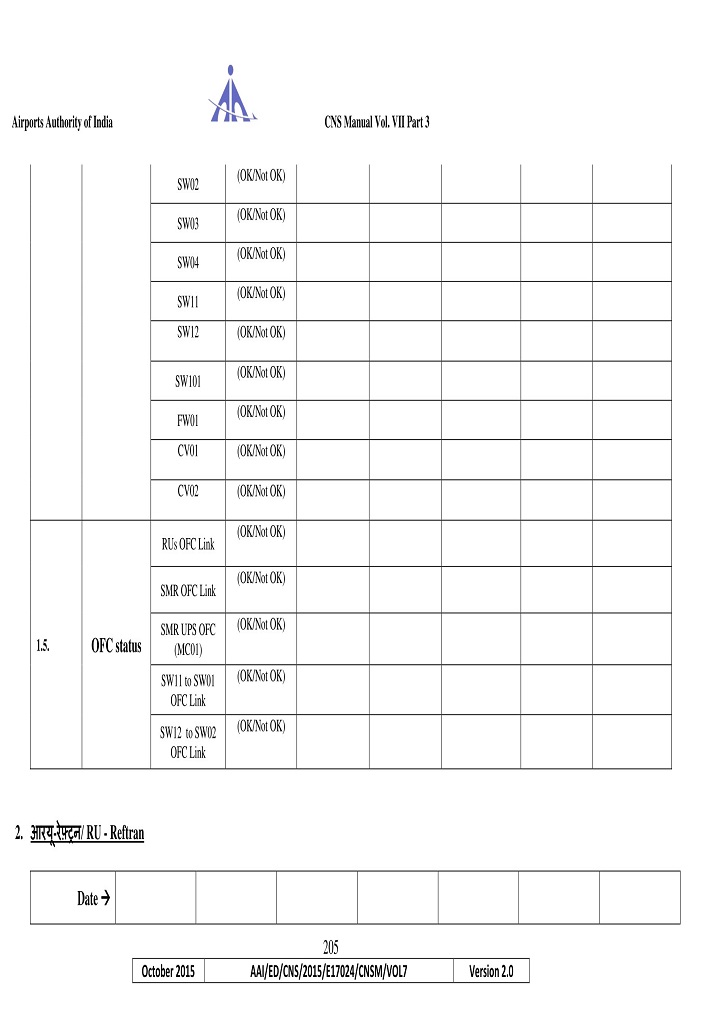 Airports Authority of India CNS Manual Vol. VII Part 3
SW02 (OK/Not OK)
SW03 (OK/Not OK)
SW04 (OK/Not OK)
SW11 (OK/Not OK)
SW12 (OK/Not OK)
SW101 (OK/Not OK)
FW01 (OK/Not OK)
CV01 (OK/Not OK)
CV02 (OK/Not OK)
1.5. OFC status
RUs OFC Link (OK/Not OK)
SMR OFC Link (OK/Not OK)
SMR UPS OFC (OK/Not OK)
(MC01)
SW11 to SW01 (OK/Not OK)
OFC Link
SW12 to SW02 (OK/Not OK)
OFC Link
2. आरयू-रेफ़्ट्रन/ RU - Reftran
Date →
205
October 2015 AAI/ED/CNS/2015/E17024/CNSM/VOL7 Version 2.0